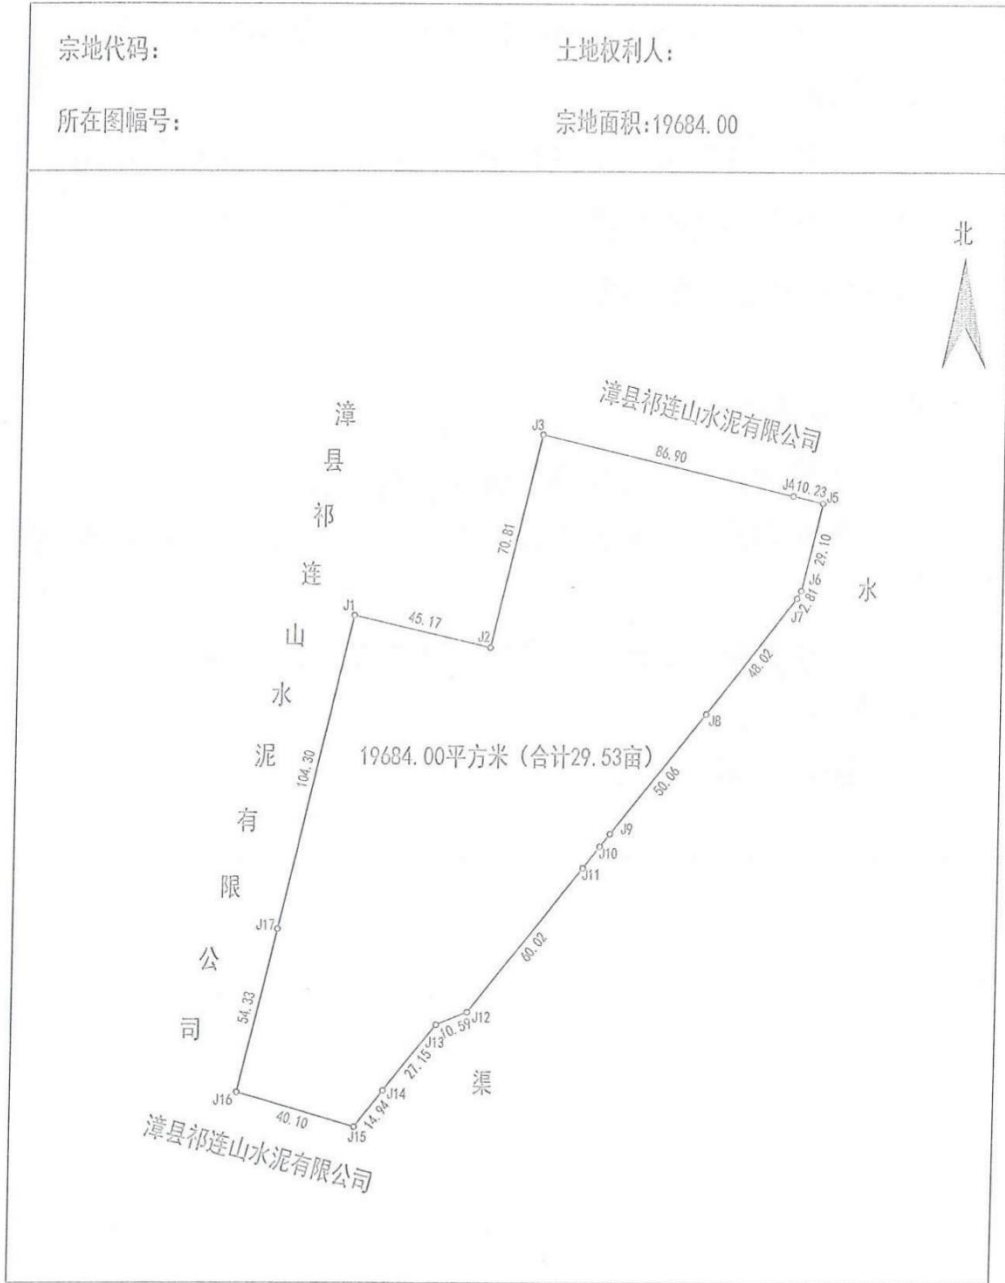 宗地代码:
土地权利人:
所在图幅号:
宗地面积:19684.00
北
漳县祁连山水泥有限公司
漳县祁连山水泥有限公司
J3
86.90
J4
10.23
J5
70.81
29.10
J6
2.81
J7
水
J1
45.17
J2
48.02
J8
104.30
19684.00平方米（合计29.53亩）
50.06
J9
J10
J11
J17
60.02
54.33
J12
10.59
J13
27.15
渠
J14
J16
40.10
14.94
J15
漳县祁连山水泥有限公司